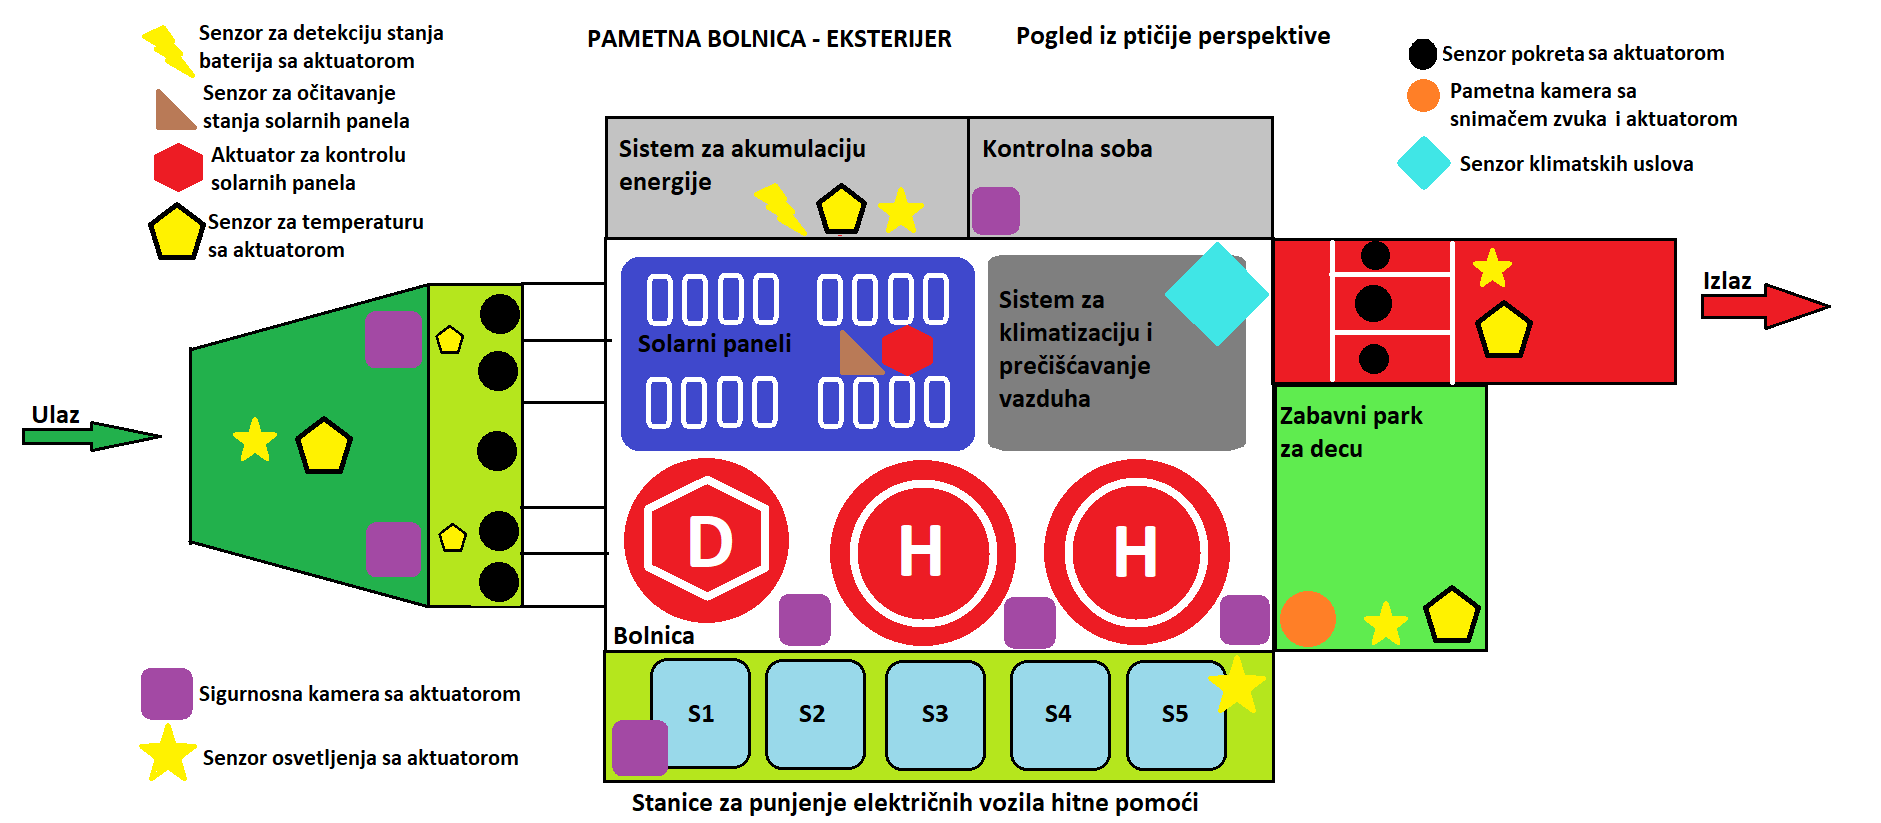 PAMETNA BOLNICA - EKSTERIJER
Pogled iz ptičije perspektive
Senzor za detekciju stanja
baterija sa aktuatorom
Senzor za očitavanje
stanja solarnih panela
Aktuator za kontrolu
solarnih panela
Senzor za temperaturu
sa aktuatorom
Senzor pokreta sa aktuatorom
Pametna kamera sa
snimačem zvuka i aktuatorom
Senzor klimatskih uslova
Sistem za akumulaciju
energije
Kontrolna soba
Ulaz
Solarni paneli
Sistem za
klimatizaciju i
prečišćavanje
vazduha
Izlaz
Zabavni park
za decu
D
H
H
Bolnica
S1
S2
S3
S4
S5
Sigurnosna kamera sa aktuatorom
Senzor osvetljenja sa aktuatorom
Stanice za punjenje električnih vozila hitne pomoći